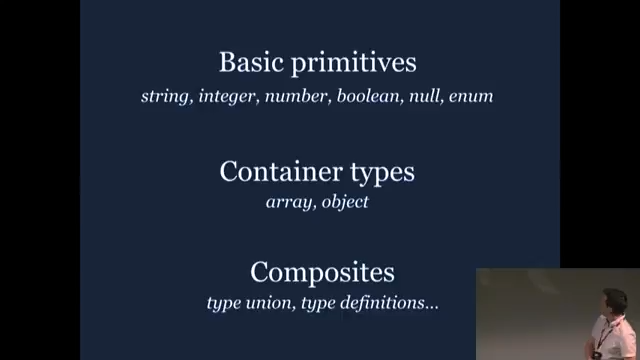 Basic primitives
string, integer, number, boolean, null, enum
Container types
array, object
Composites
type union, type definitions...